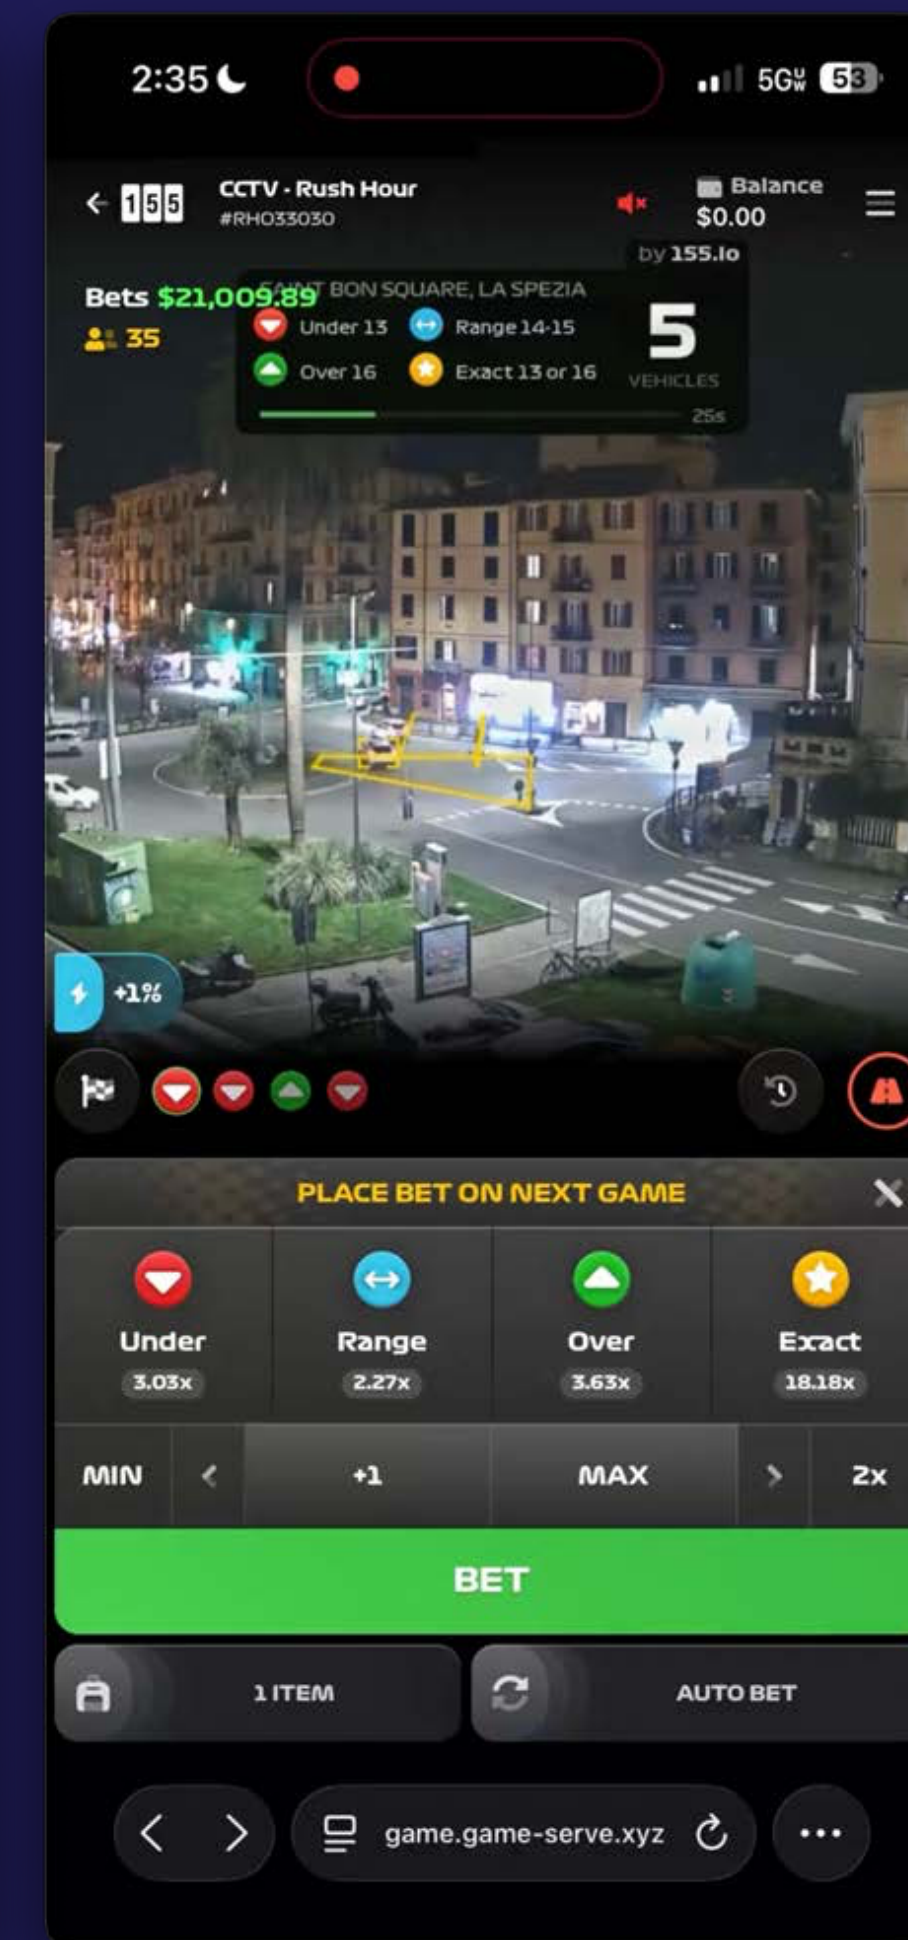 2:35
5G UW 53
155
CCTV - Rush Hour
#RHO33030
Balance
$0.00
by 155.io
Bets $21,009.89
35
SAINT BON SQUARE, LA SPEZIA
Under 13
Range 14-15
Over 16
Exact 13 or 16
5
VEHICLES
25s
+1%
PLACE BET ON NEXT GAME
Under
3.03x
Range
2.27x
Over
3.63x
Exact
18.18x
MIN
+1
MAX
2x
BET
1 ITEM
AUTO BET
game.game-serve.xyz